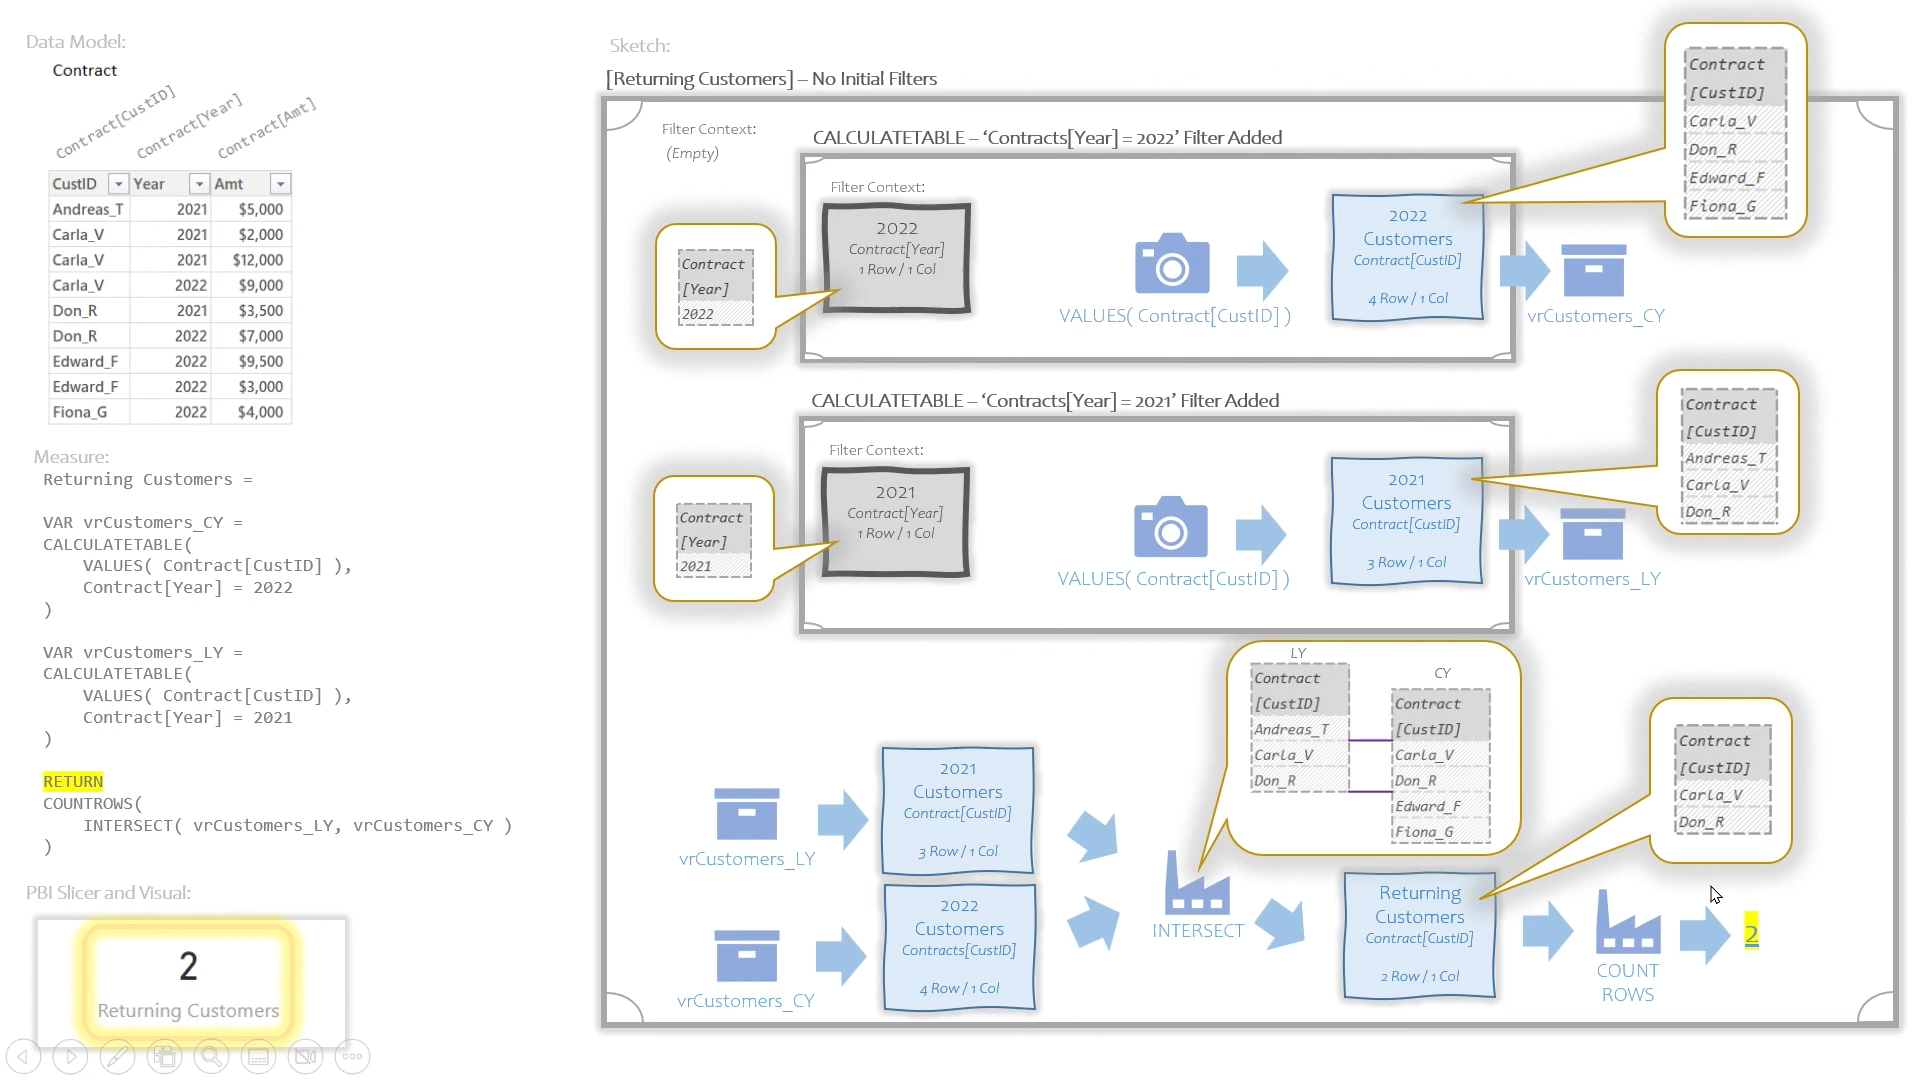 Data Model:
Contract
Contract[CustID]
Contract[Year]
Contract[Amt]
CustID Year Amt
Andreas_T 2021 $5,000
Carla_V 2021 $2,000
Carla_V 2021 $12,000
Carla_V 2022 $9,000
Don_R 2021 $3,500
Don_R 2022 $7,000
Edward_F 2022 $9,500
Edward_F 2022 $3,000
Fiona_G 2022 $4,000
Measure:
Returning Customers =
VAR vrCustomers_CY =
CALCULATETABLE(
VALUES( Contract[CustID] ),
Contract[Year] = 2022
)
VAR vrCustomers_LY =
CALCULATETABLE(
VALUES( Contract[CustID] ),
Contract[Year] = 2021
)
RETURN
COUNTROWS(
INTERSECT( vrCustomers_LY, vrCustomers_CY )
)
PBI Slicer and Visual:
2
Returning Customers
Sketch:
[Returning Customers] – No Initial Filters
Filter Context:
(Empty)
CALCULATETABLE – ‘Contracts[Year] = 2022’ Filter Added
Filter Context:
2022
Contract[Year]
1 Row / 1 Col
Contract
[Year]
2022
VALUES( Contract[CustID] )
2022
Customers
Contract[CustID]
4 Row / 1 Col
vrCustomers_CY
Contract
[CustID]
Carla_V
Don_R
Edward_F
Fiona_G
CALCULATETABLE – ‘Contracts[Year] = 2021’ Filter Added
Filter Context:
2021
Contract[Year]
1 Row / 1 Col
Contract
[Year]
2021
VALUES( Contract[CustID] )
2021
Customers
Contract[CustID]
3 Row / 1 Col
vrCustomers_LY
Contract
[CustID]
Andreas_T
Carla_V
Don_R
vrCustomers_LY
2021
Customers
Contract[CustID]
3 Row / 1 Col
vrCustomers_CY
2022
Customers
Contracts[CustID]
4 Row / 1 Col
LY
Contract
[CustID]
Andreas_T
Carla_V
Don_R
CY
Contract
[CustID]
Carla_V
Don_R
Edward_F
Fiona_G
INTERSECT
Returning
Customers
Contract[CustID]
2 Row / 1 Col
Contract
[CustID]
Carla_V
Don_R
COUNT
ROWS
2